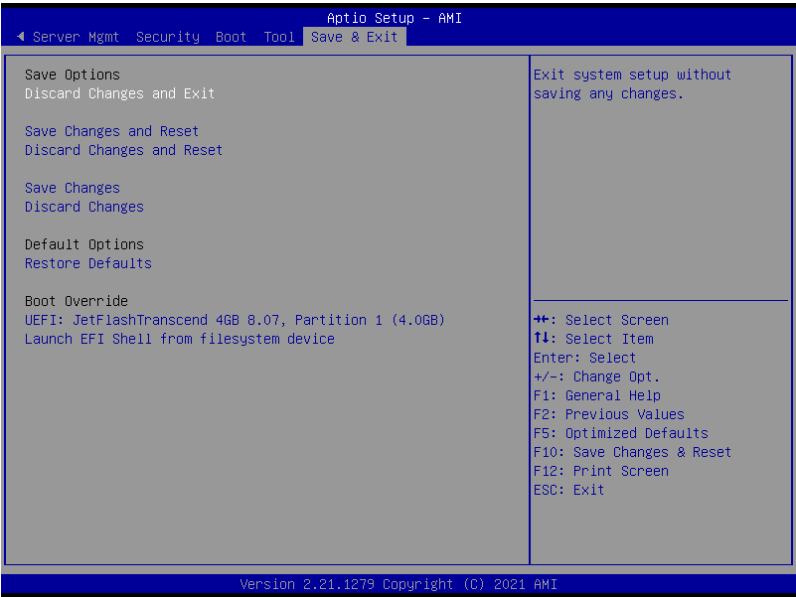 Aptio Setup – AMI
◄ Server Mgmt Security Boot Tool Save & Exit
Save Options
Discard Changes and Exit
Save Changes and Reset
Discard Changes and Reset
Save Changes
Discard Changes
Default Options
Restore Defaults
Boot Override
UEFI: JetFlashTranscend 4GB 8.07, Partition 1 (4.0GB)
Launch EFI Shell from filesystem device
Exit system setup without
saving any changes.
→←: Select Screen
↑↓: Select Item
Enter: Select
+/-: Change Opt.
F1: General Help
F2: Previous Values
F5: Optimized Defaults
F10: Save Changes & Reset
F12: Print Screen
ESC: Exit
Version 2.21.1279 Copyright (C) 2021 AMI